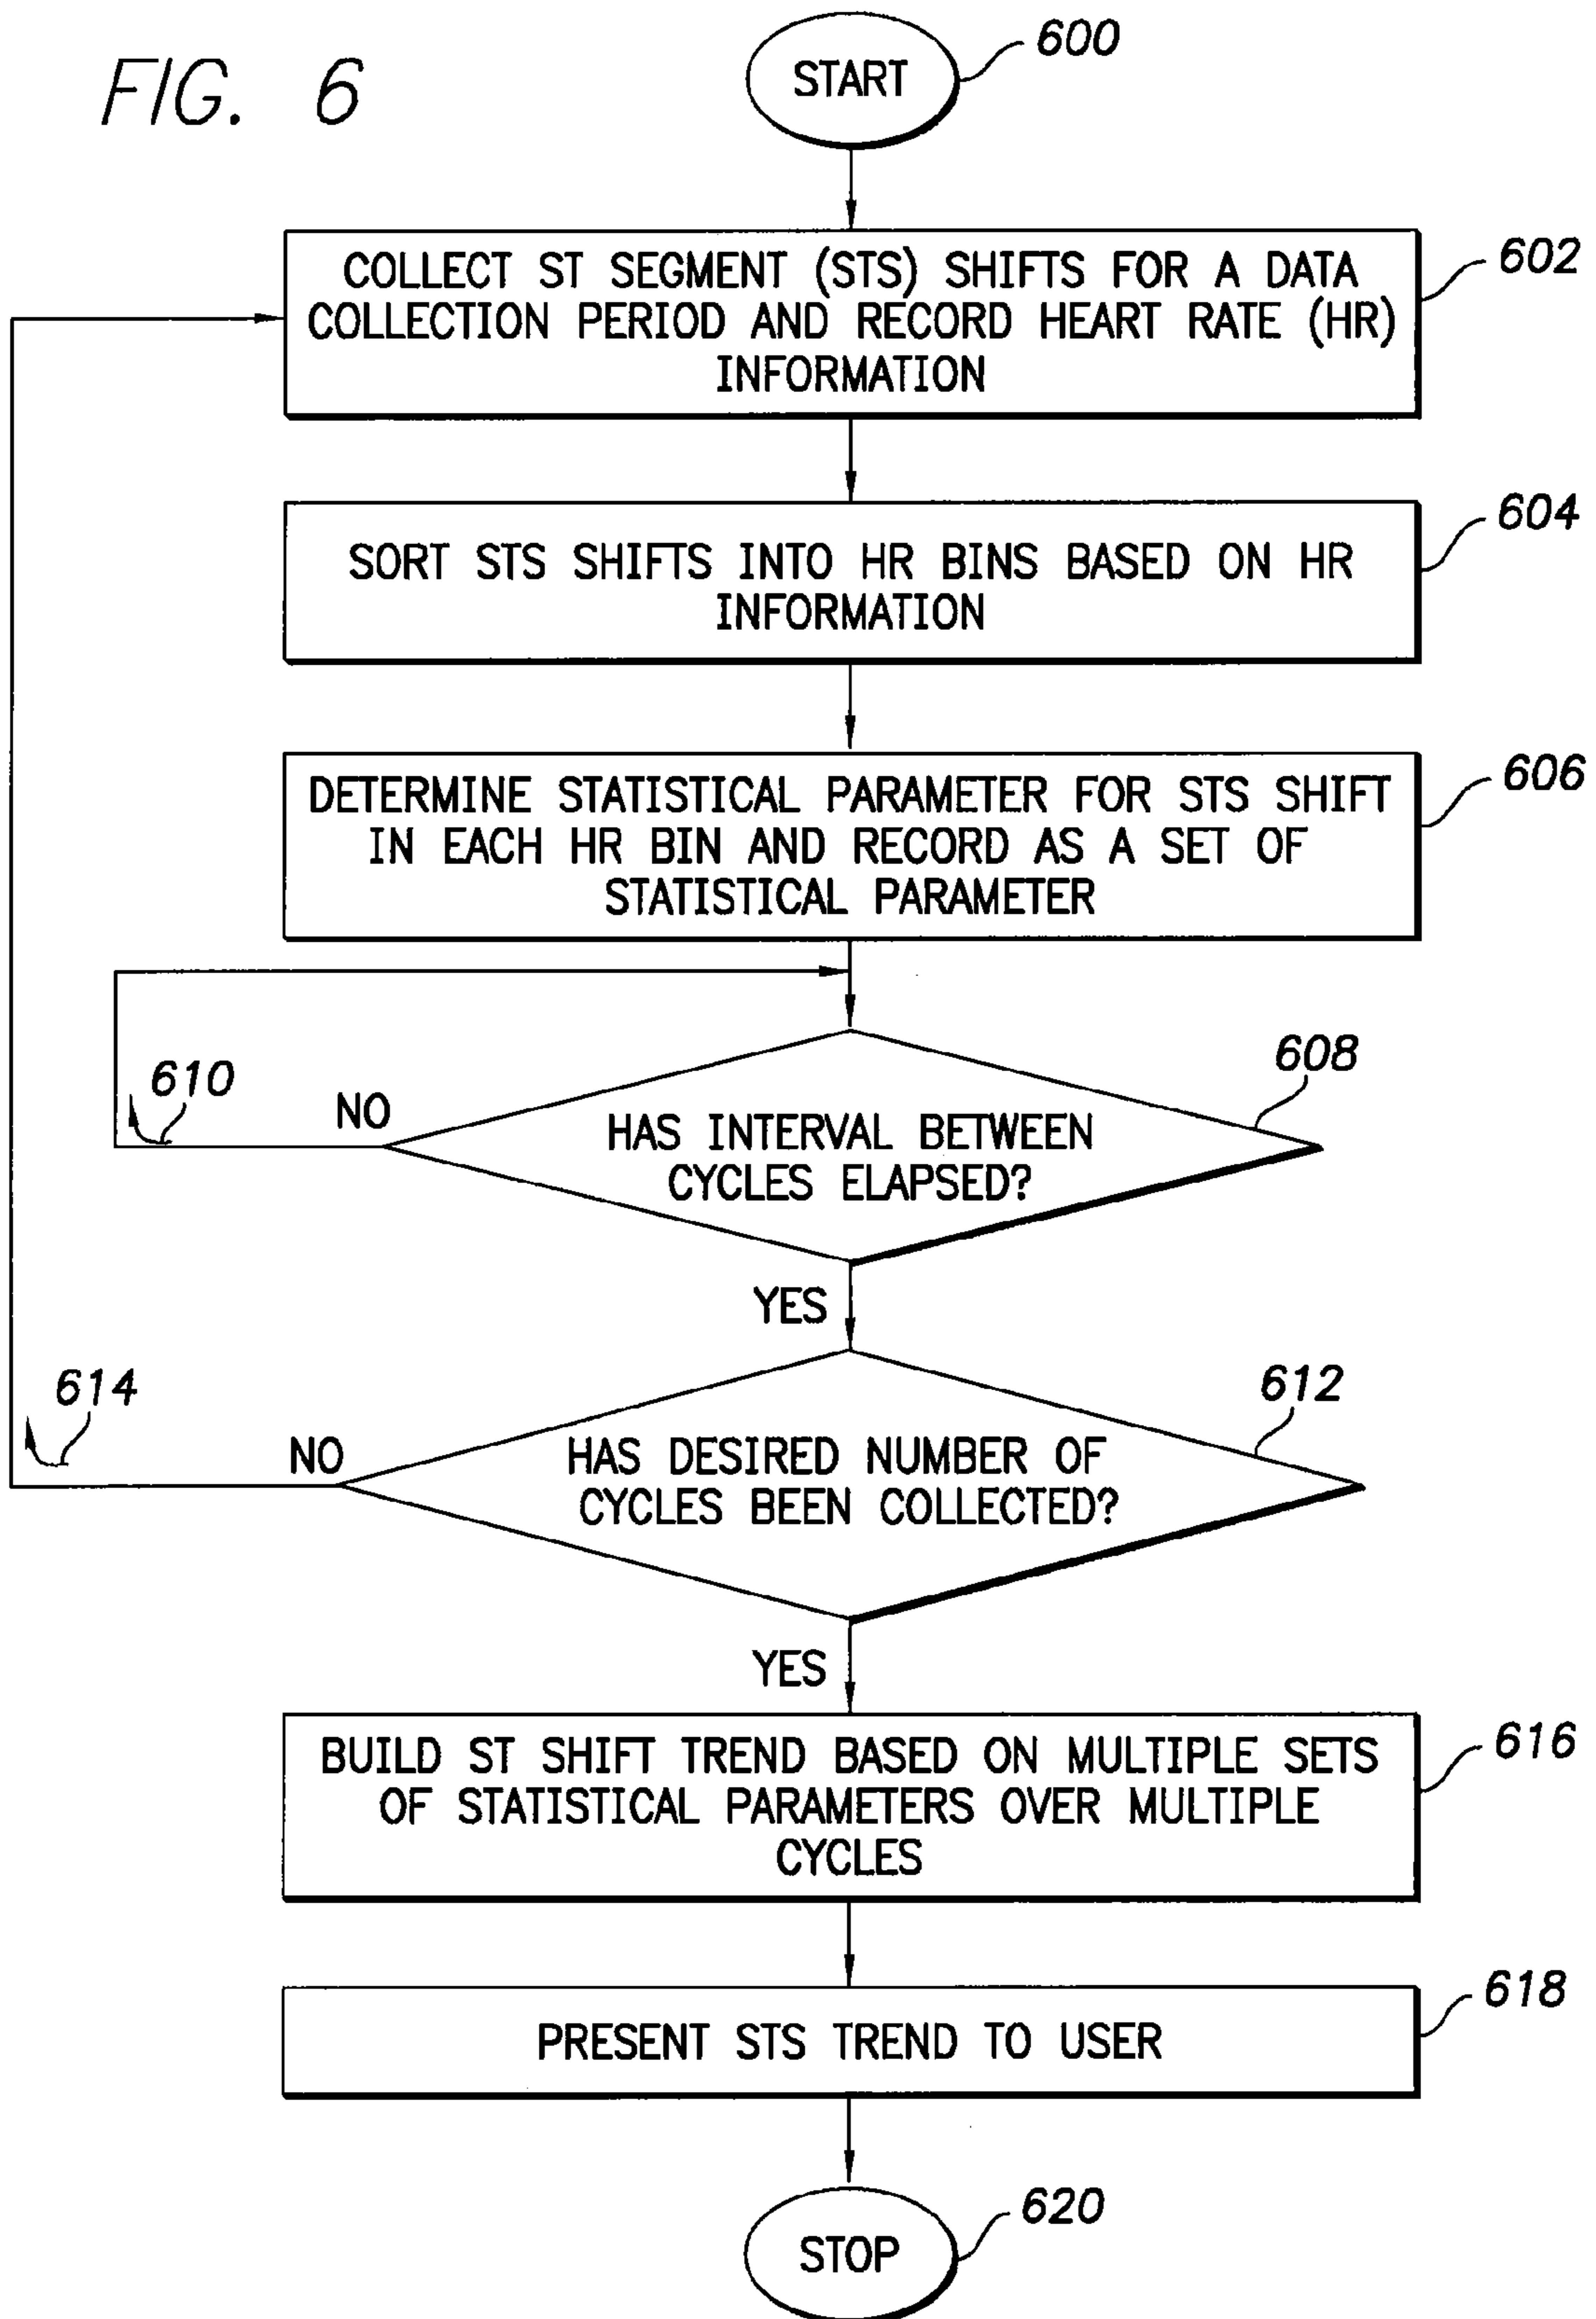 FIG. 6
START
600
COLLECT ST SEGMENT (STS) SHIFTS FOR A DATA
COLLECTION PERIOD AND RECORD HEART RATE (HR)
INFORMATION
602
SORT STS SHIFTS INTO HR BINS BASED ON HR
INFORMATION
604
DETERMINE STATISTICAL PARAMETER FOR STS SHIFT
IN EACH HR BIN AND RECORD AS A SET OF
STATISTICAL PARAMETER
606
608
610
NO
HAS INTERVAL BETWEEN
CYCLES ELAPSED?
YES
612
614
NO
HAS DESIRED NUMBER OF
CYCLES BEEN COLLECTED?
YES
BUILD ST SHIFT TREND BASED ON MULTIPLE SETS
OF STATISTICAL PARAMETERS OVER MULTIPLE
CYCLES
616
PRESENT STS TREND TO USER
618
STOP
620